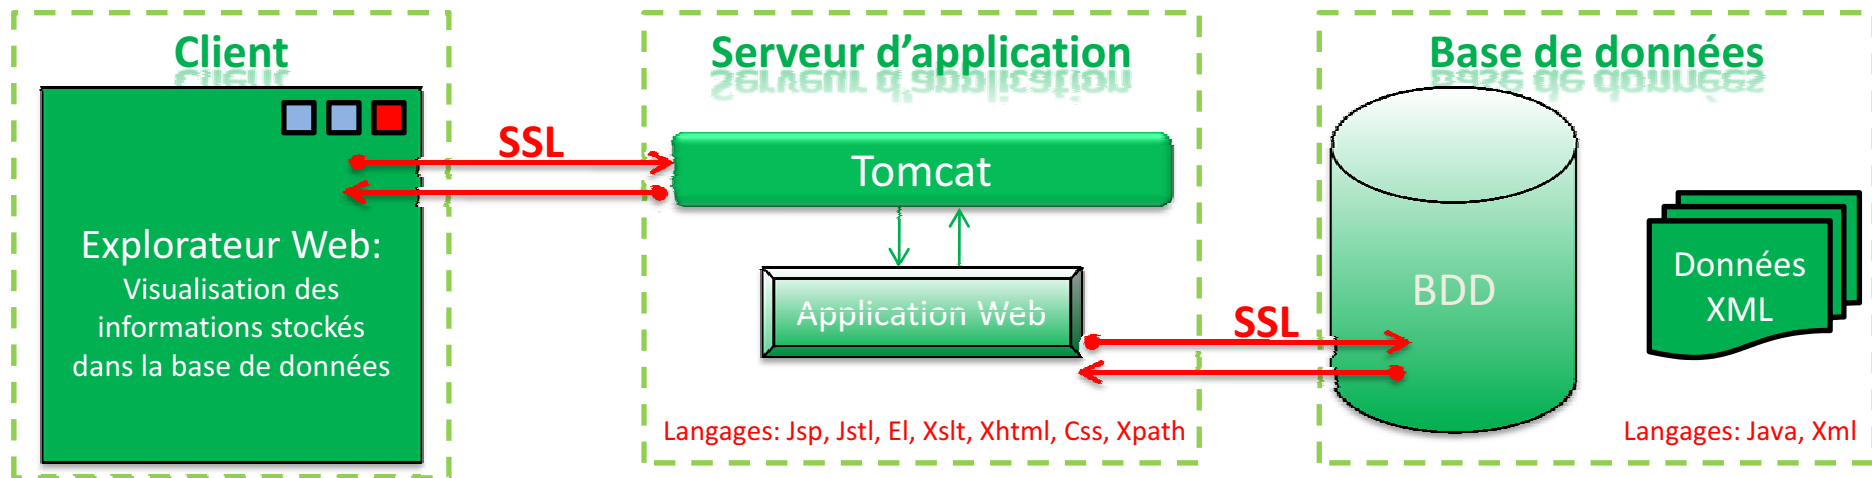 Client
Explorateur Web:
Visualisation des
informations stockés
dans la base de données
SSL
Serveur d’application
Tomcat
Application Web
Langages: Jsp, Jstl, El, Xslt, Xhtml, Css, Xpath
SSL
Base de données
BDD
Données
XML
Langages: Java, Xml